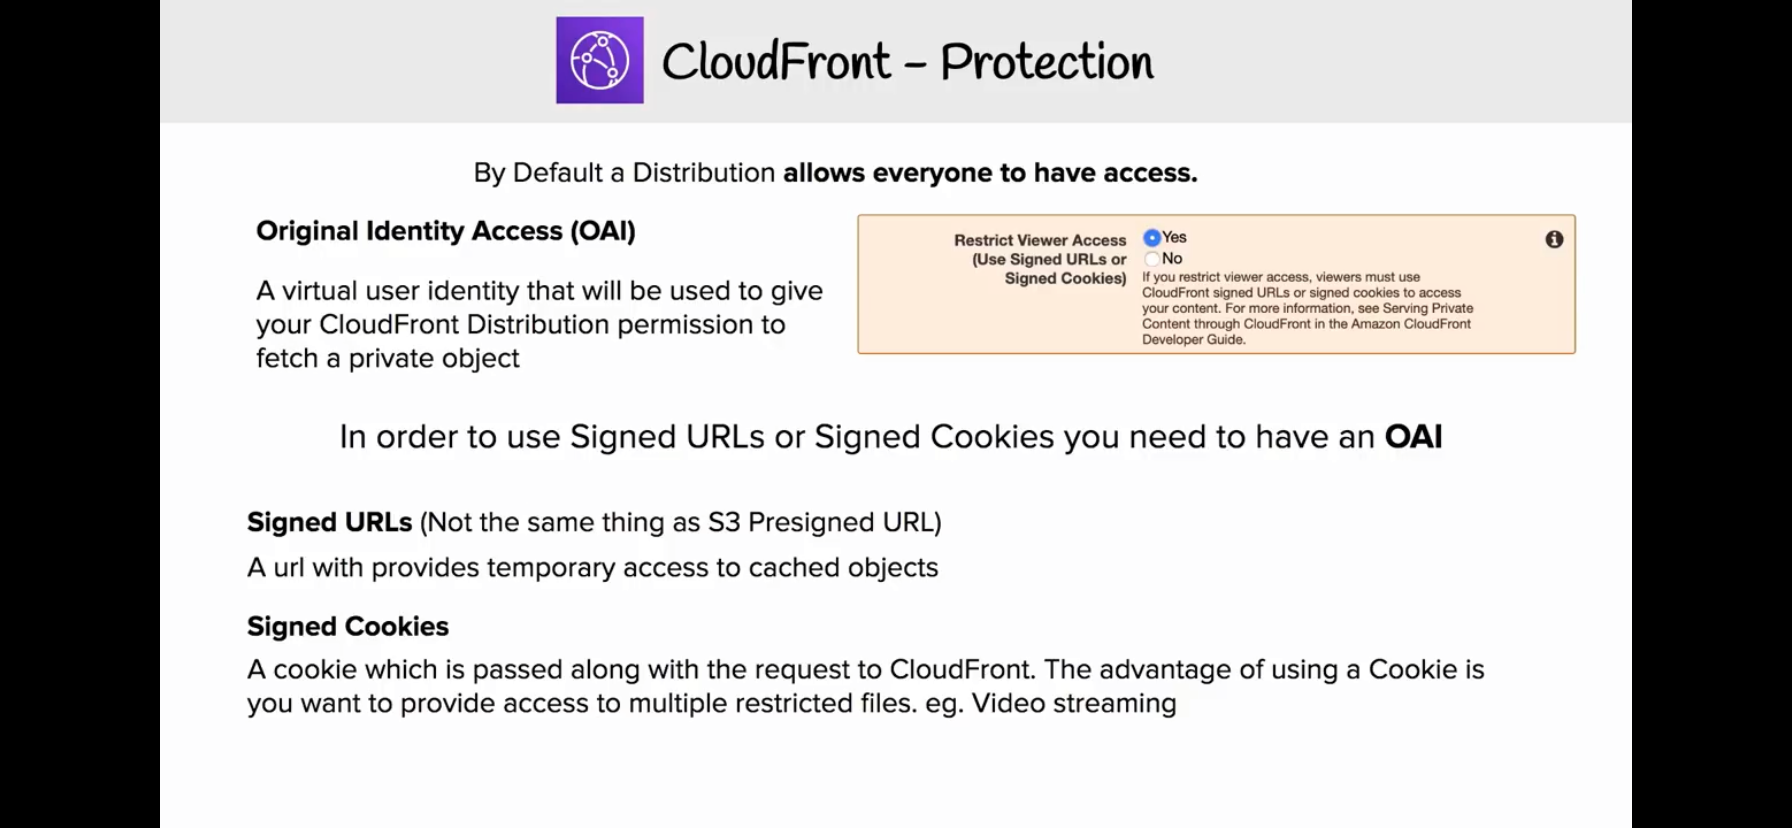 CloudFront – Protection
By Default a Distribution allows everyone to have access.
Original Identity Access (OAI)
A virtual user identity that will be used to give
your CloudFront Distribution permission to
fetch a private object
Restrict Viewer Access
(Use Signed URLs or
Signed Cookies)
Yes
No
If you restrict viewer access, viewers must use
CloudFront signed URLs or signed cookies to access
your content. For more information, see Serving Private
Content through CloudFront in the Amazon CloudFront
Developer Guide.
In order to use Signed URLs or Signed Cookies you need to have an OAI
Signed URLs (Not the same thing as S3 Presigned URL)
A url with provides temporary access to cached objects
Signed Cookies
A cookie which is passed along with the request to CloudFront. The advantage of using a Cookie is
you want to provide access to multiple restricted files. eg. Video streaming